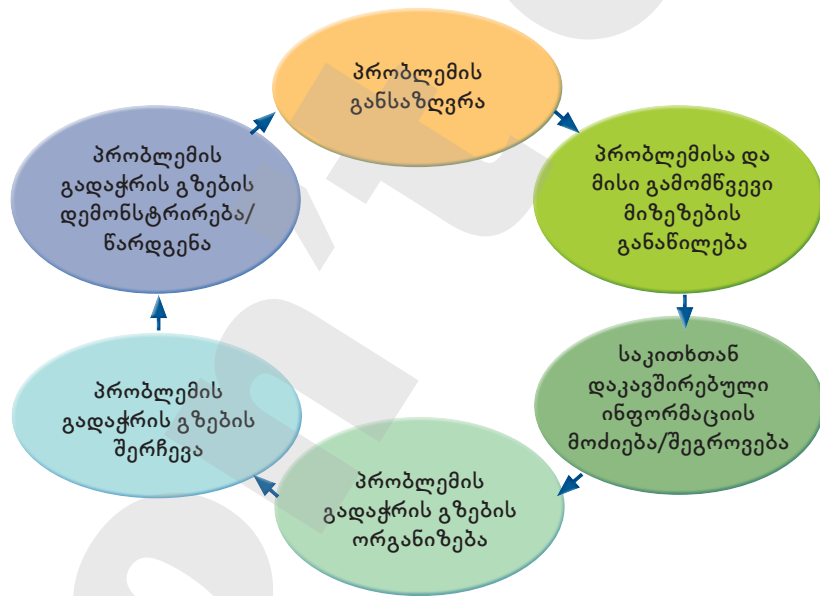 პრობლემის
განსაზღვრა
პრობლემისა და
მისი გამომწვევი
მიზეზების
განაწილება
საკითხთან
დაკავშირებული
ინფორმაციის
მოძიება/შეგროვება
პრობლემის
გადაჭრის გზების
ორგანიზება
პრობლემის
გადაჭრის გზების
შერჩევა
პრობლემის
გადაჭრის გზების
დემონსტრირება/
წარდგენა